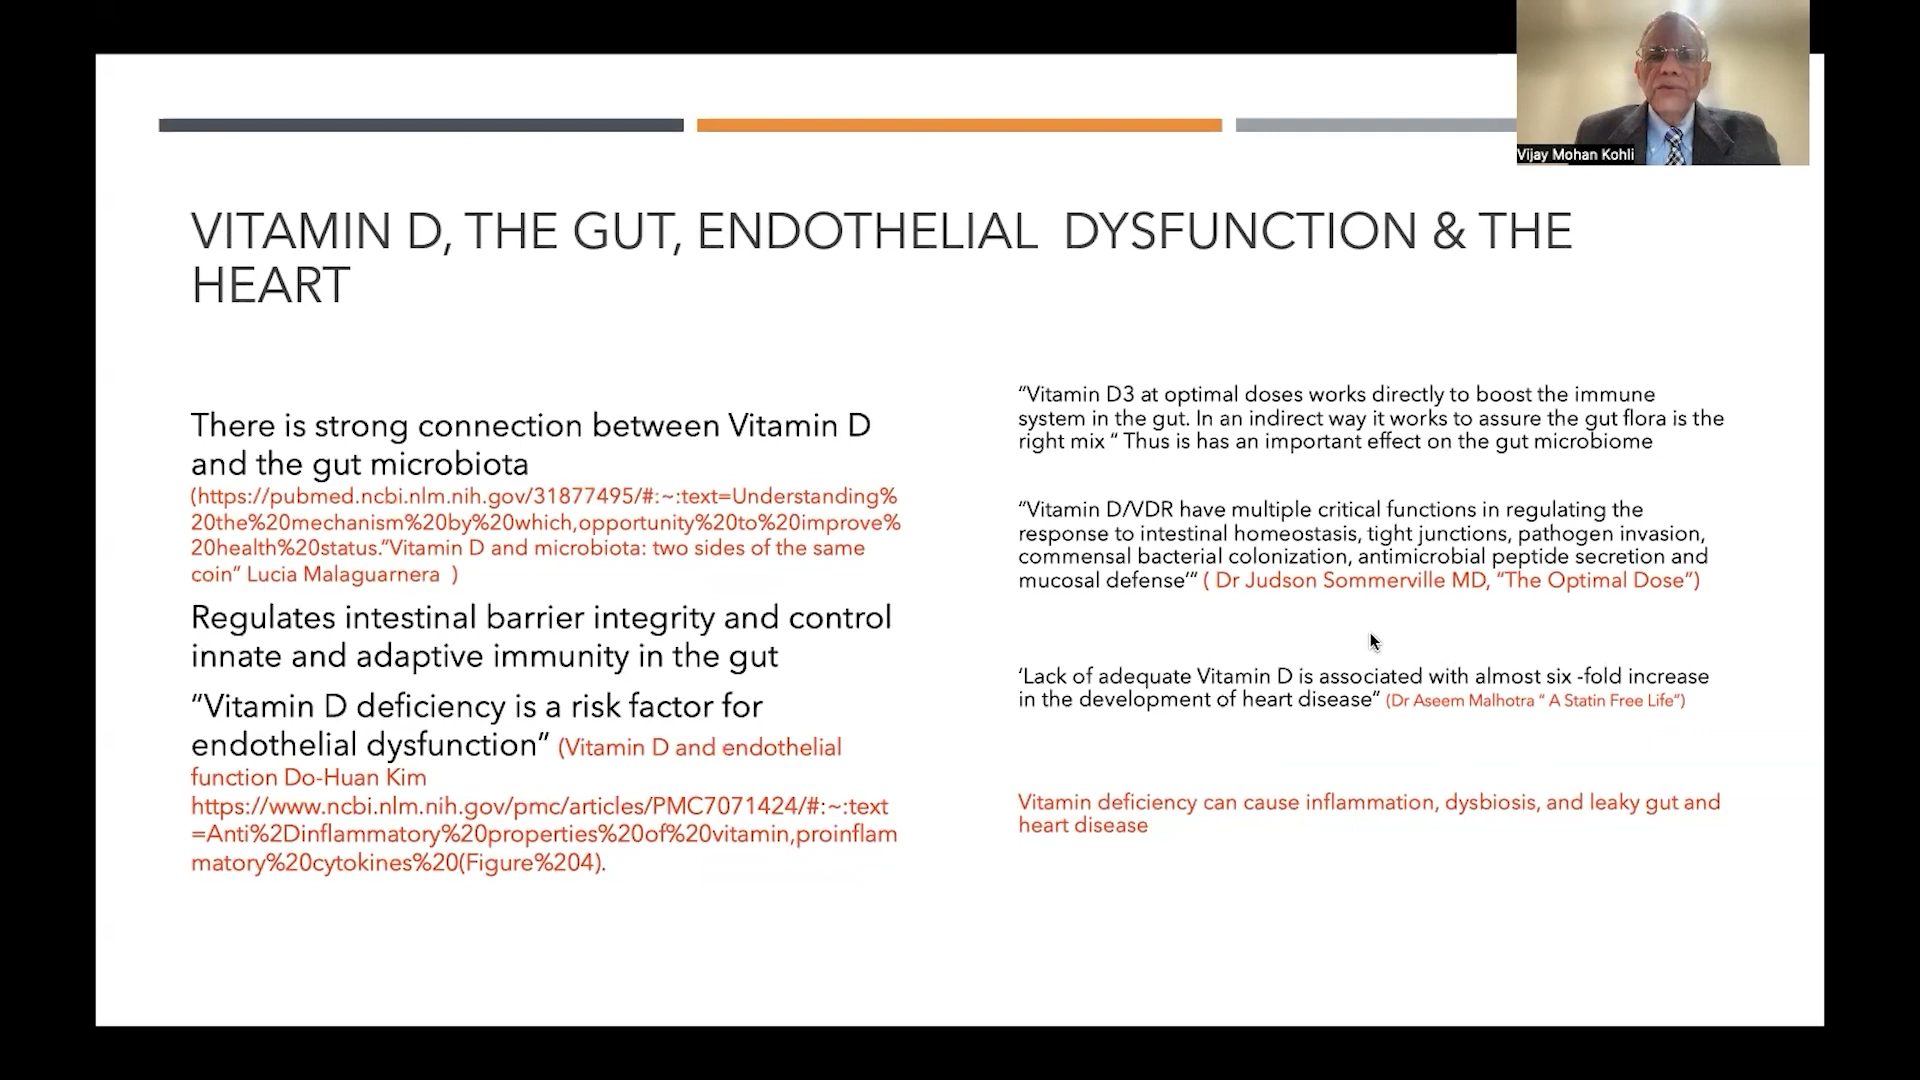 Vijay Mohan Kohli
VITAMIN D, THE GUT, ENDOTHELIAL DYSFUNCTION & THE
HEART
There is strong connection between Vitamin D
and the gut microbiota
(https://pubmed.ncbi.nlm.nih.gov/31877495/#:~:text=Understanding%
20the%20mechanism%20by%20which,opportunity%20to%20improve%
20health%20status.“Vitamin D and microbiota: two sides of the same
coin” Lucia Malaguarnera )
Regulates intestinal barrier integrity and control
innate and adaptive immunity in the gut
“Vitamin D deficiency is a risk factor for
endothelial dysfunction” (Vitamin D and endothelial
function Do-Huan Kim
https://www.ncbi.nlm.nih.gov/pmc/articles/PMC7071424/#:~:text
=Anti%2Dinflammatory%20properties%20of%20vitamin,proinflam
matory%20cytokines%20(Figure%204).
“Vitamin D3 at optimal doses works directly to boost the immune
system in the gut. In an indirect way it works to assure the gut flora is the
right mix “ Thus is has an important effect on the gut microbiome
“Vitamin D/VDR have multiple critical functions in regulating the
response to intestinal homeostasis, tight junctions, pathogen invasion,
commensal bacterial colonization, antimicrobial peptide secretion and
mucosal defense’” ( Dr Judson Sommerville MD, “The Optimal Dose”)
‘Lack of adequate Vitamin D is associated with almost six -fold increase
in the development of heart disease” (Dr Aseem Malhotra “ A Statin Free Life”)
Vitamin deficiency can cause inflammation, dysbiosis, and leaky gut and
heart disease